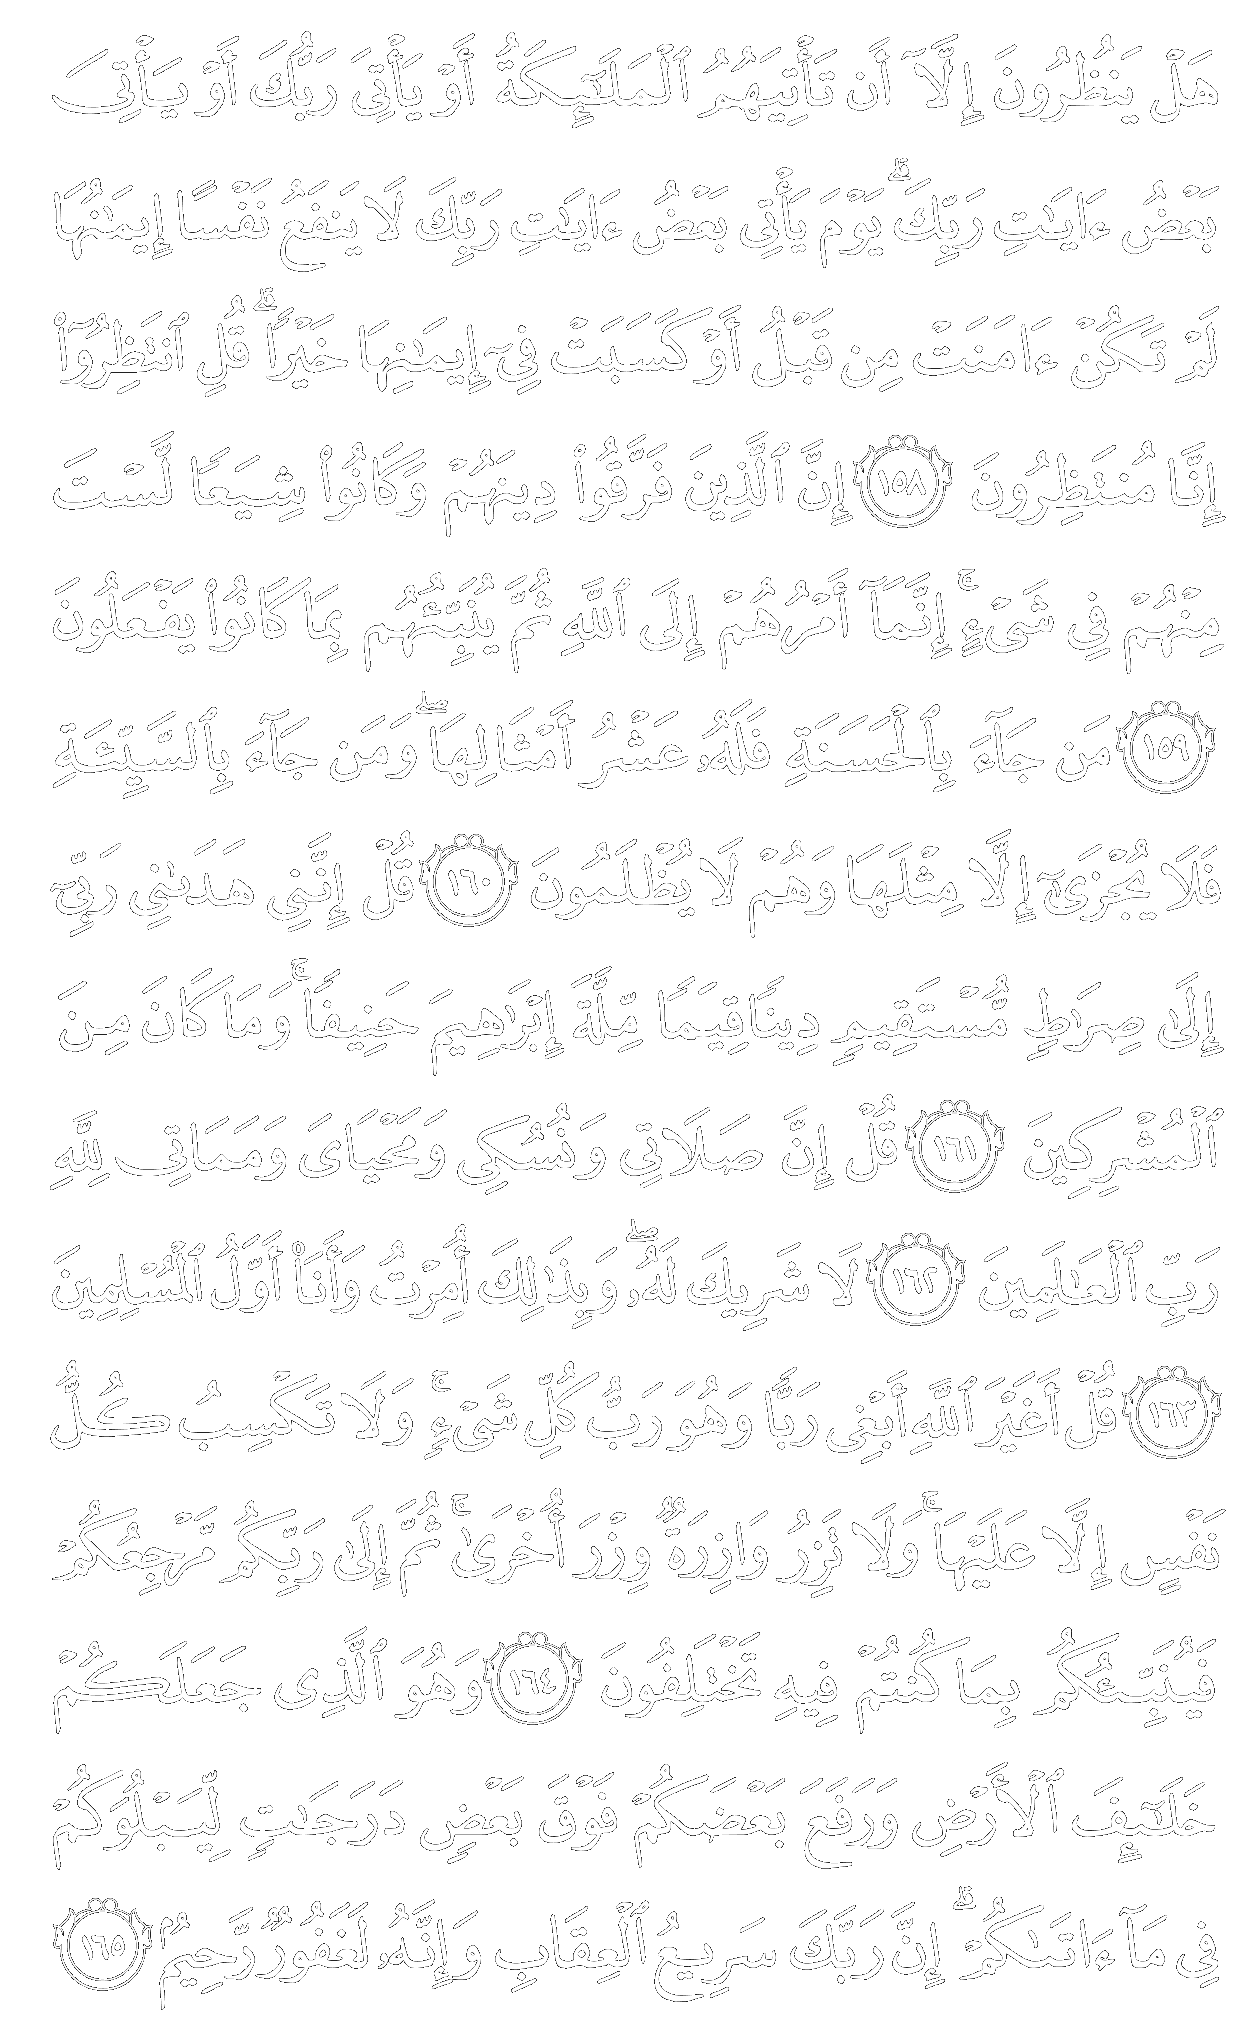 هَلْ يَنظُرُونَ إِلَّآ أَن تَأْتِيَهُمُ ٱلْمَلَٰٓئِكَةُ أَوْ يَأْتِىَ رَبُّكَ أَوْ يَأْتِىَ
بَعْضُ ءَايَٰتِ رَبِّكَ ۗ يَوْمَ يَأْتِى بَعْضُ ءَايَٰتِ رَبِّكَ لَا يَنفَعُ نَفْسًا إِيمَٰنُهَا
لَمْ تَكُنْ ءَامَنَتْ مِن قَبْلُ أَوْ كَسَبَتْ فِىٓ إِيمَٰنِهَا خَيْرًا ۗ قُلِ ٱنتَظِرُوٓا۟
إِنَّا مُنتَظِرُونَ ١٥٨ إِنَّ ٱلَّذِينَ فَرَّقُوا۟ دِينَهُمْ وَكَانُوا۟ شِيَعًا لَّسْتَ
مِنْهُمْ فِى شَىْءٍ ۚ إِنَّمَآ أَمْرُهُمْ إِلَى ٱللَّهِ ثُمَّ يُنَبِّئُهُم بِمَا كَانُوا۟ يَفْعَلُونَ
١٥٩ مَن جَآءَ بِٱلْحَسَنَةِ فَلَهُۥ عَشْرُ أَمْثَالِهَا ۖ وَمَن جَآءَ بِٱلسَّيِّئَةِ
فَلَا يُجْزَىٰٓ إِلَّا مِثْلَهَا وَهُمْ لَا يُظْلَمُونَ ١٦٠ قُلْ إِنَّنِى هَدَىٰنِى رَبِّىٓ
إِلَىٰ صِرَٰطٍ مُّسْتَقِيمٍ دِينًا قِيَمًا مِّلَّةَ إِبْرَٰهِيمَ حَنِيفًا ۚ وَمَا كَانَ مِنَ
ٱلْمُشْرِكِينَ ١٦١ قُلْ إِنَّ صَلَاتِى وَنُسُكِى وَمَحْيَاىَ وَمَمَاتِى لِلَّهِ
رَبِّ ٱلْعَٰلَمِينَ ١٦٢ لَا شَرِيكَ لَهُۥ ۖ وَبِذَٰلِكَ أُمِرْتُ وَأَنَا۠ أَوَّلُ ٱلْمُسْلِمِينَ
١٦٣ قُلْ أَغَيْرَ ٱللَّهِ أَبْغِى رَبًّا وَهُوَ رَبُّ كُلِّ شَىْءٍ ۚ وَلَا تَكْسِبُ كُلُّ
نَفْسٍ إِلَّا عَلَيْهَا ۚ وَلَا تَزِرُ وَازِرَةٌ وِزْرَ أُخْرَىٰ ۚ ثُمَّ إِلَىٰ رَبِّكُم مَّرْجِعُكُمْ
فَيُنَبِّئُكُم بِمَا كُنتُمْ فِيهِ تَخْتَلِفُونَ ١٦٤ وَهُوَ ٱلَّذِى جَعَلَكُمْ
خَلَٰٓئِفَ ٱلْأَرْضِ وَرَفَعَ بَعْضَكُمْ فَوْقَ بَعْضٍ دَرَجَٰتٍ لِّيَبْلُوَكُمْ
فِى مَآ ءَاتَىٰكُمْ ۗ إِنَّ رَبَّكَ سَرِيعُ ٱلْعِقَابِ وَإِنَّهُۥ لَغَفُورٌ رَّحِيمٌۢ ١٦٥